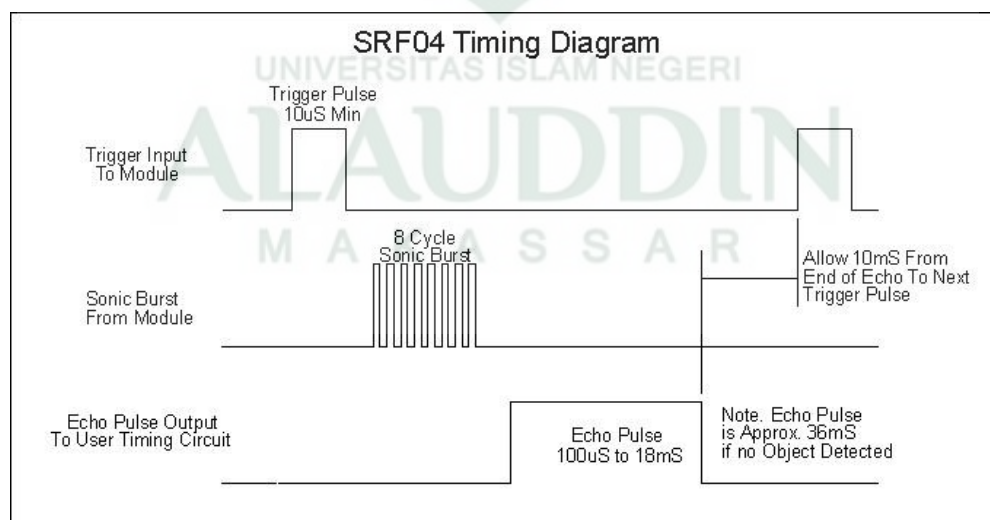 SRF04 Timing Diagram
UNIVERSITAS ISLAM NEGERI
ALAUDDIN
MAKASSAR
Trigger Pulse
10uS Min
Trigger Input
To Module
8 Cycle
Sonic Burst
Allow 10mS From
End of Echo To Next
Trigger Pulse
Sonic Burst
From Module
Echo Pulse Output
To User Timing Circuit
Echo Pulse
100uS to 18mS
Note. Echo Pulse
is Approx. 36mS
if no Object Detected